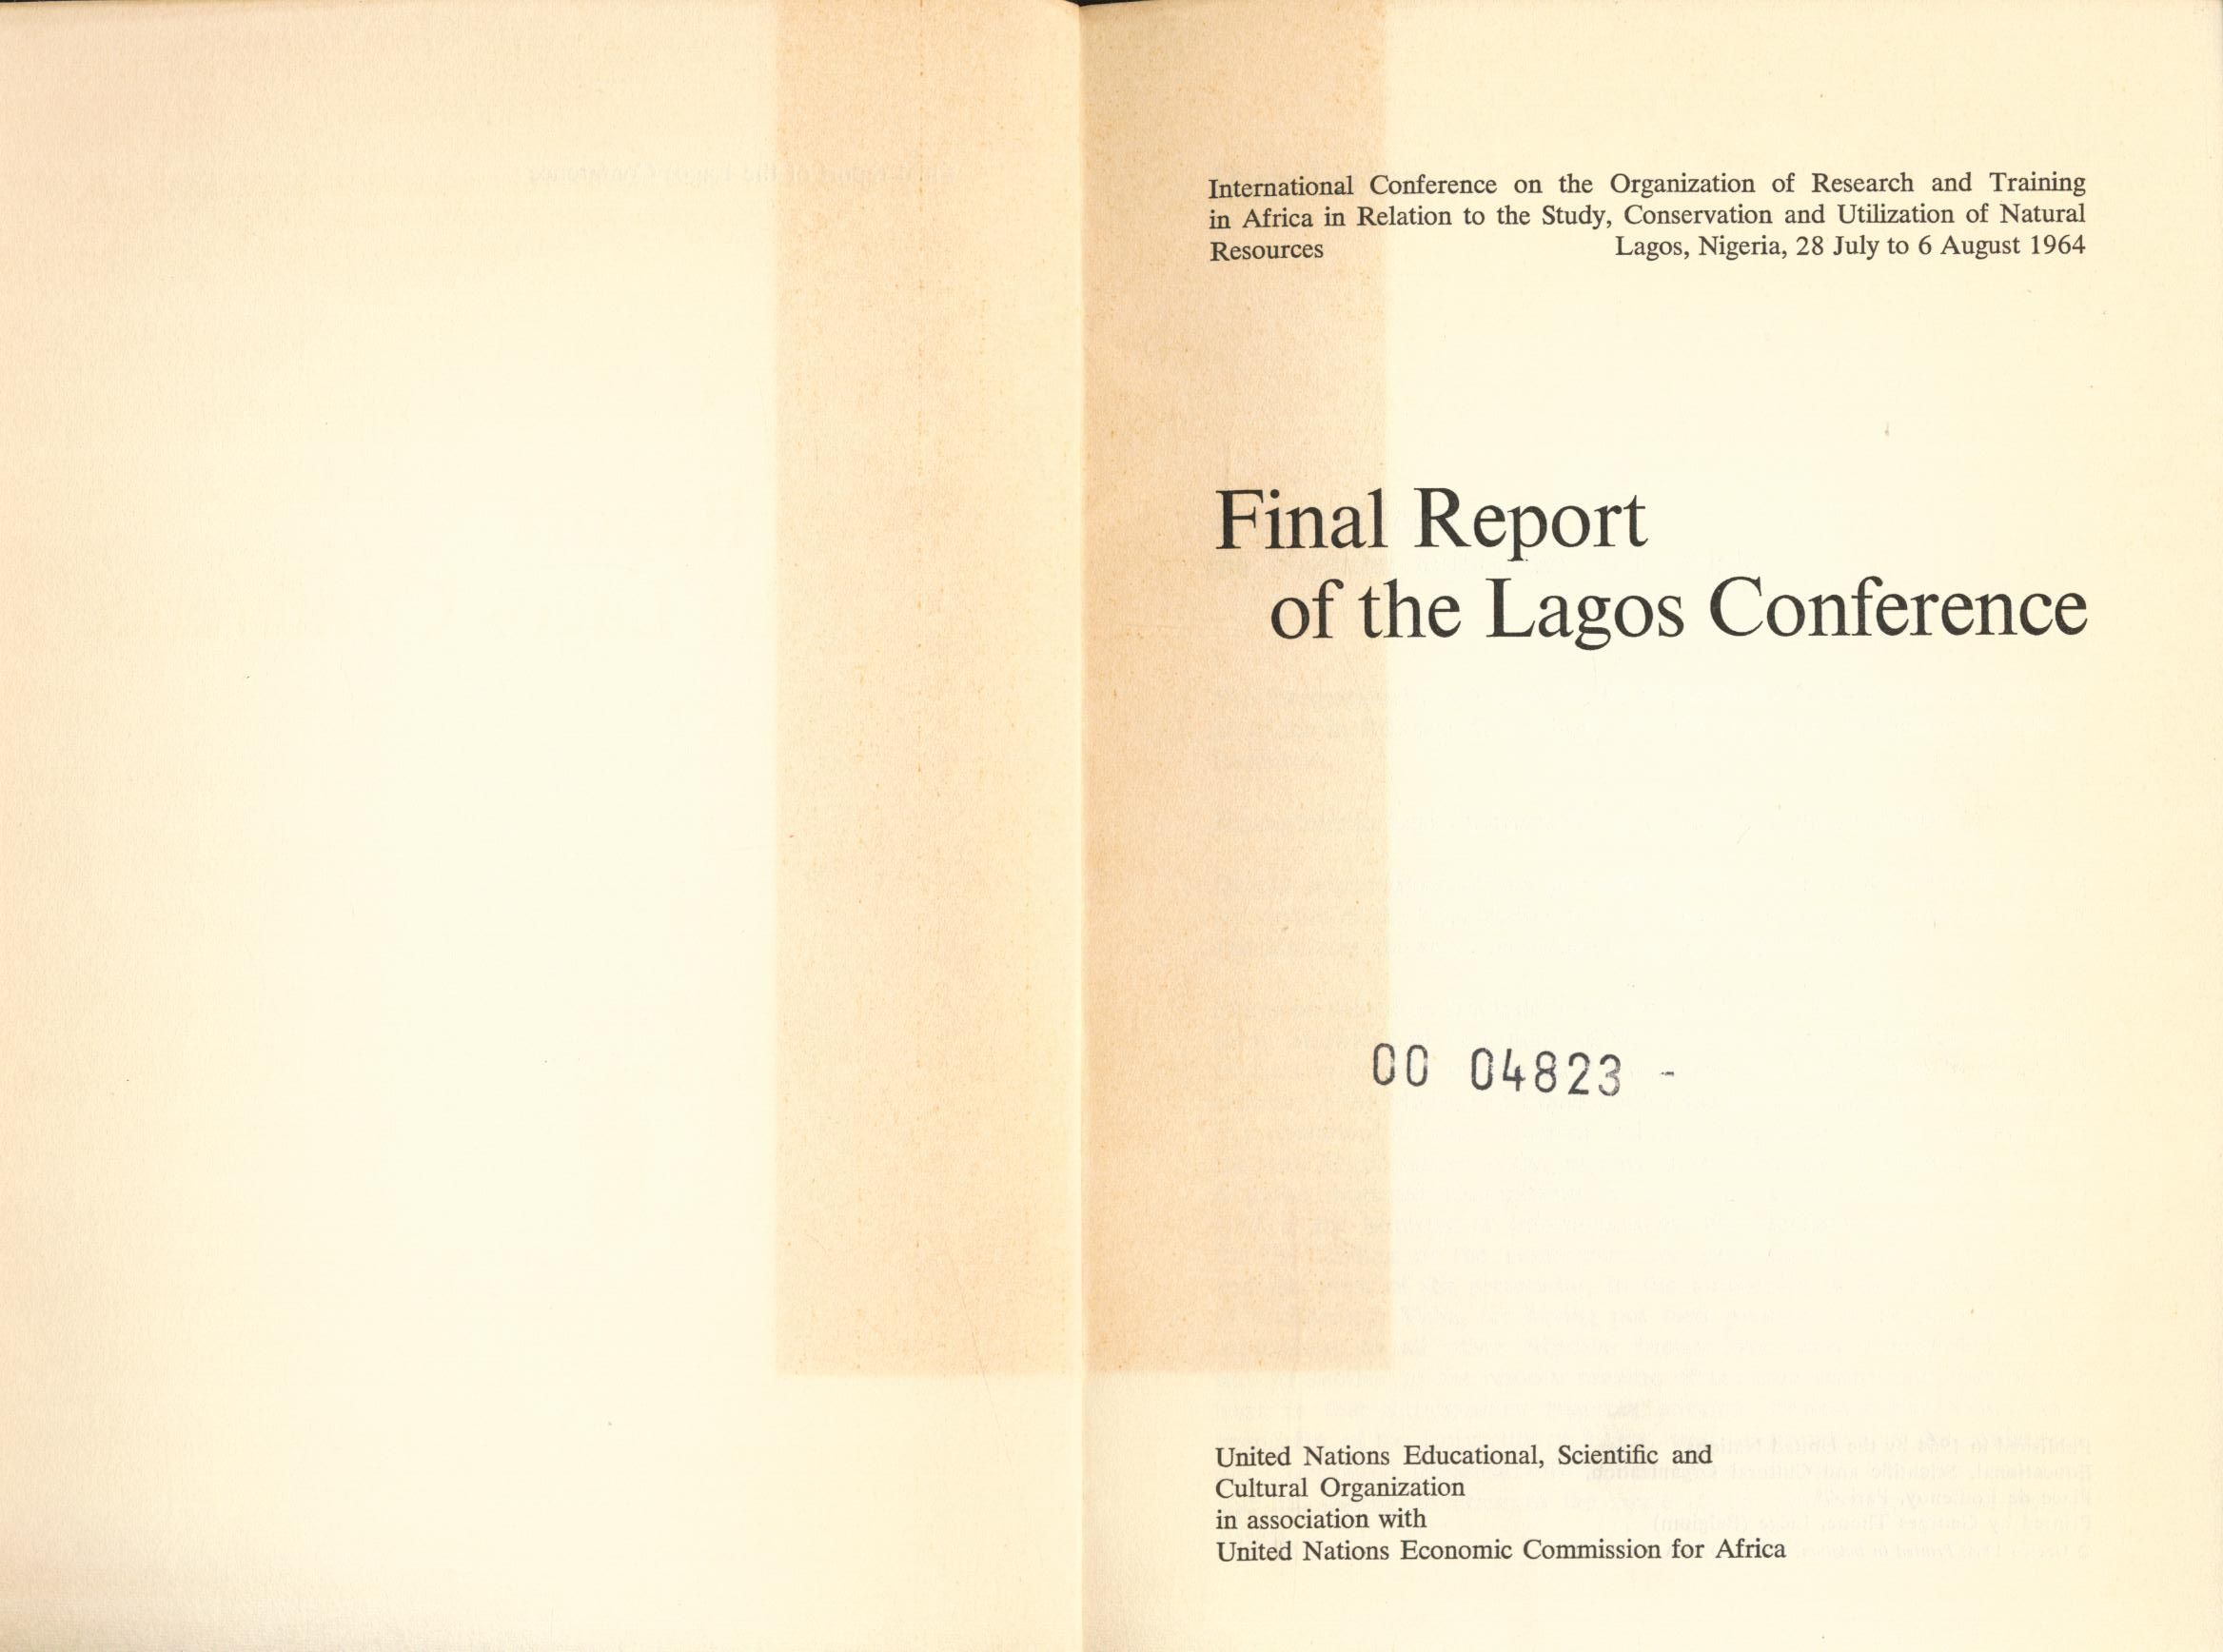 International Conference on the Organization of Research and Training
in Africa in Relation to the Study, Conservation and Utilization of Natural
Resources Lagos, Nigeria, 28 July to 6 August 1964
Final Report
of the Lagos Conference
00 04823 -
United Nations Educational, Scientific and
Cultural Organization
in association with
United Nations Economic Commission for Africa